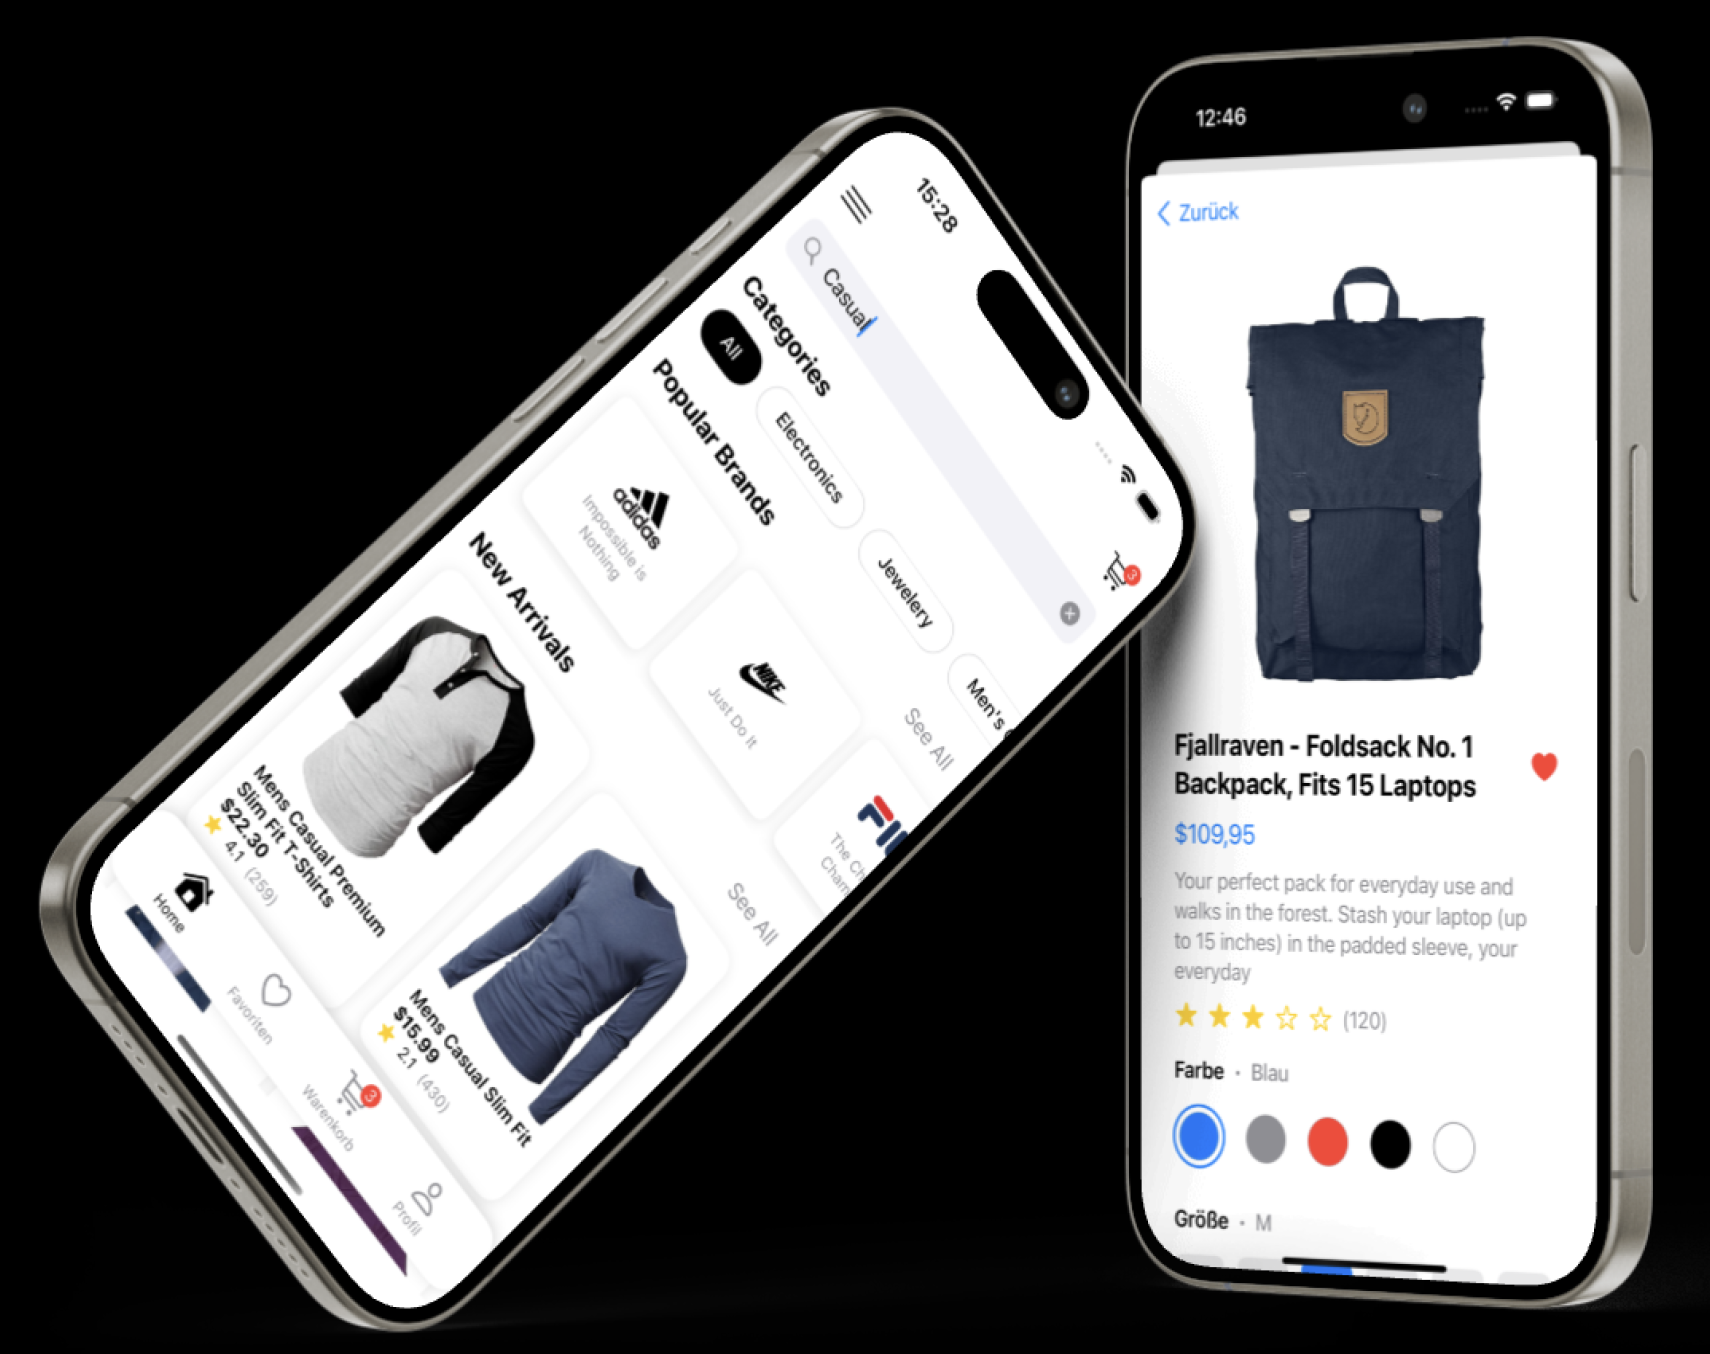 15:28
Casual
3
Categories
All
Electronics
Jewelery
Men's
Popular Brands
See All
adidas
Impossible is
Nothing
NIKE
Just Do It
FILA
The Ch
Cham
New Arrivals
See All
Mens Casual Premium
Slim Fit T-Shirts
$22.30
4.1 (259)
Mens Casual Slim Fit
$15.99
2.1 (430)
Home
Favoriten
3
Warenkorb
Profil
12:46
Zurück
Fjallraven - Foldsack No. 1
Backpack, Fits 15 Laptops
$109,95
Your perfect pack for everyday use and
walks in the forest. Stash your laptop (up
to 15 inches) in the padded sleeve, your
everyday
(120)
Farbe · Blau
Größe · M